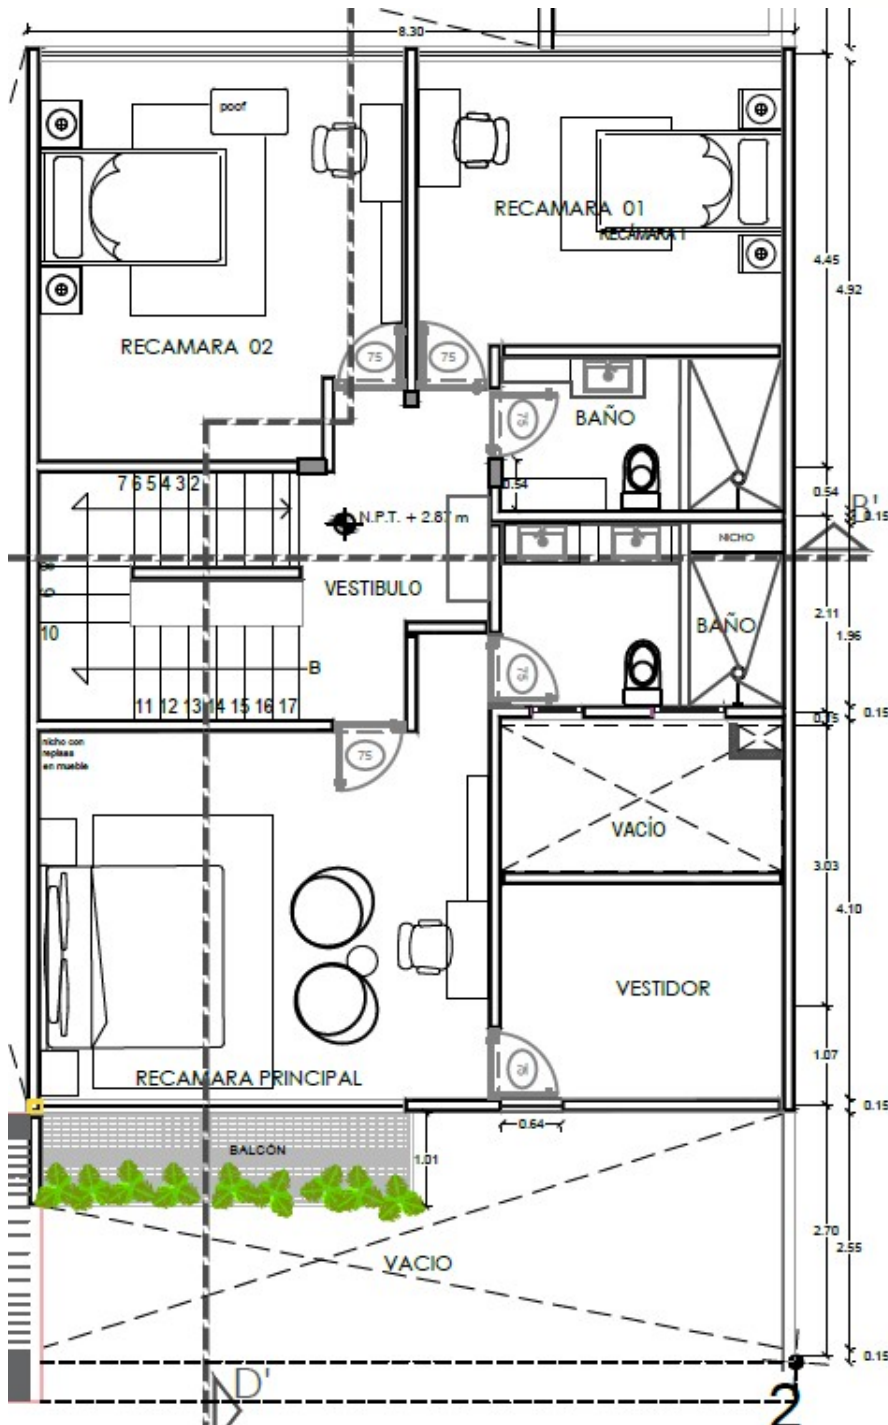 8.30
poof
RECAMARA 01
RECÁMARA 1
4.45
4.92
RECAMARA 02
75
75
75
BAÑO
7 6 5 4 3 2
0.54
0.54
N.P.T. + 2.87 m
0.15
NICHO
8
9
10
VESTIBULO
BAÑO
2.11
1.96
B
75
11 12 13 14 15 16 17
0.15
0.15
nicho con
repisas
en mueble
75
VACÍO
3.03
4.10
VESTIDOR
1.07
75
RECAMARA PRINCIPAL
0.15
0.64
BALCÓN
1.01
VACIO
2.70
2.55
0.15
D'
2